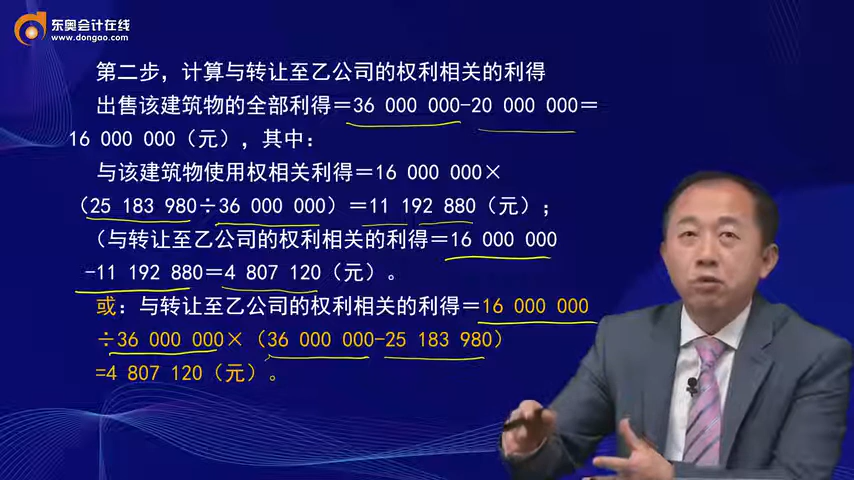 东奥会计在线
www.dongao.com
第二步，计算与转让至乙公司的权利相关的利得
出售该建筑物的全部利得＝36 000 000-20 000 000＝
16 000 000（元），其中：
与该建筑物使用权相关利得＝16 000 000×
（25 183 980÷36 000 000）＝11 192 880（元）；
（与转让至乙公司的权利相关的利得＝16 000 000
-11 192 880＝4 807 120（元）。
或：与转让至乙公司的权利相关的利得＝16 000 000
÷36 000 000×（36 000 000-25 183 980）
=4 807 120（元）。